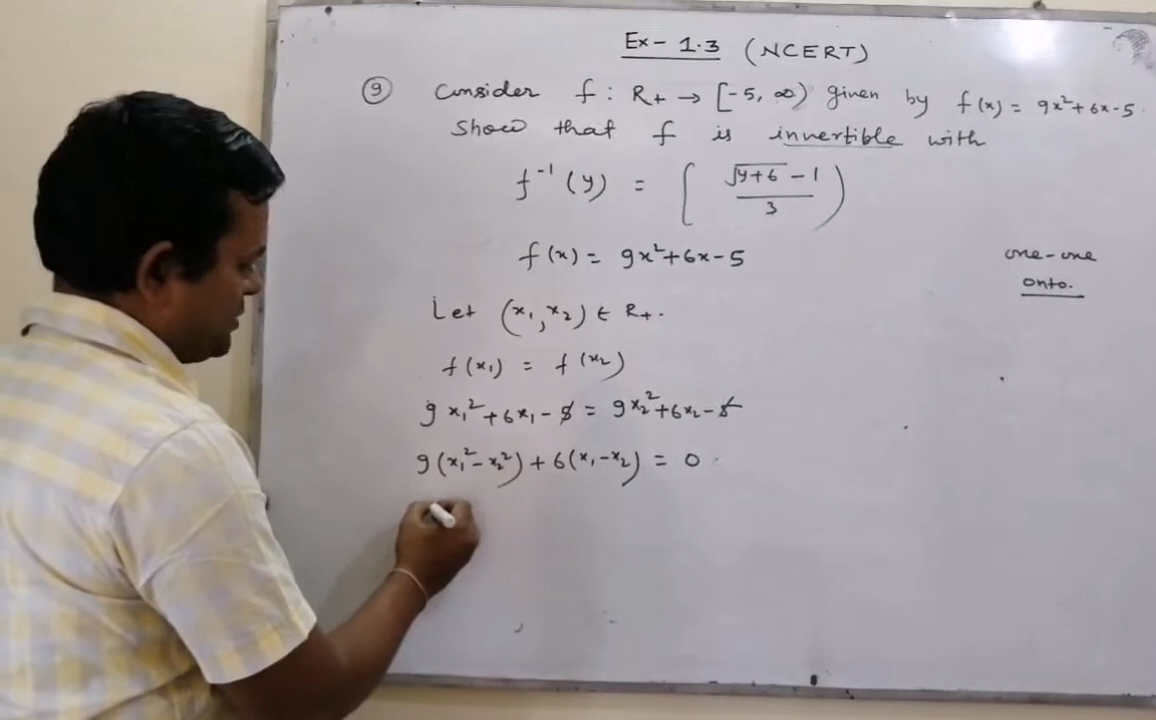 Ex- 1.3 (NCERT)
⑨ consider f : R+ → [-5, ∞) given by f(x) = 9x²+6x-5.
Show that f is invertible with
f⁻¹(y) = ( √y+6 - 1 / 3 )
f(x) = 9x²+6x-5
one-one
onto.
Let (x₁,x₂) ∈ R+.
f(x₁) = f(x₂)
9x₁²+6x₁-5 = 9x₂²+6x₂-5
9(x₁²-x₂²)+6(x₁-x₂) = 0